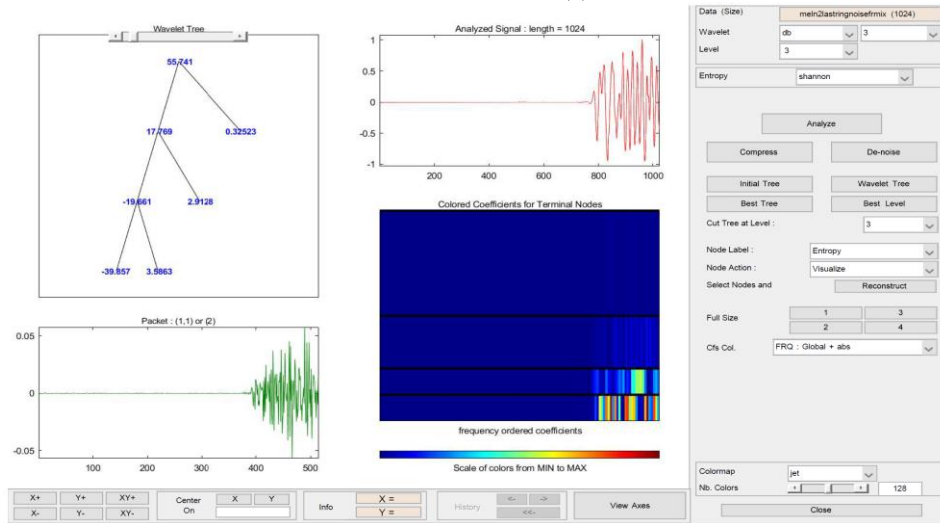 Wavelet Tree
55.741
17.769
0.32523
-19.661
2.9128
-39.857
3.5863
Analyzed Signal : length = 1024
1
0.5
0
-0.5
-1
200
400
600
800
1000
Colored Coefficients for Terminal Nodes
frequency ordered coefficients
Scale of colors from MIN to MAX
Packet : (1,1) or (2)
0.05
0
-0.05
100
200
300
400
500
Data (Size)
meln2lastringnoisefrmix (1024)
Wavelet
db
3
Level
3
Entropy
shannon
Analyze
Compress
De-noise
Initial Tree
Wavelet Tree
Best Tree
Best Level
Cut Tree at Level :
3
Node Label :
Entropy
Node Action :
Visualize
Select Nodes and
Reconstruct
Full Size
1
3
2
4
Cfs Col.
FRQ : Global + abs
Colormap
jet
Nb. Colors
128
Close
X+
Y+
XY+
X-
Y-
XY-
Center
On
X
Y
Info
X =
Y =
History
<-
->
<<-
View Axes